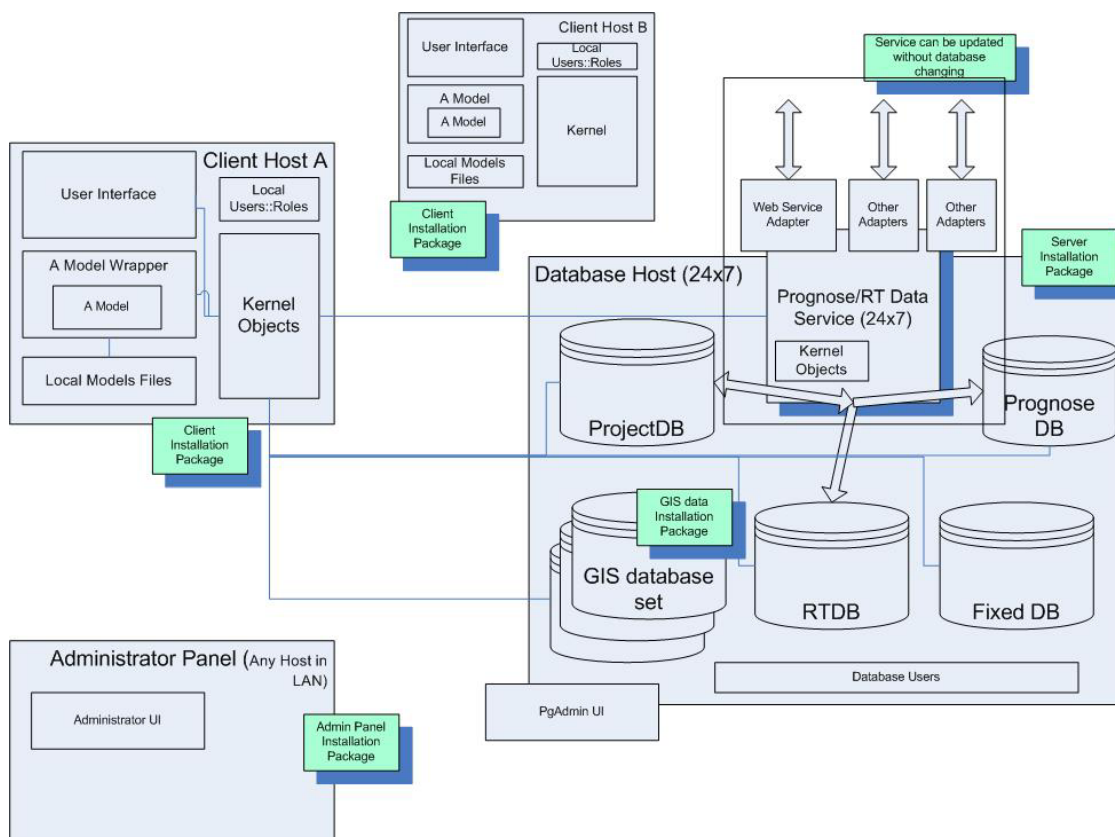 Client Host B
User Interface
Local
Users::Roles
A Model
A Model
Kernel
Local Models
Files
Client
Installation
Package
Service can be updated
without database
changing
Client Host A
User Interface
Local
Users::Roles
A Model Wrapper
A Model
Kernel
Objects
Local Models Files
Client
Installation
Package
Web Service
Adapter
Other
Adapters
Other
Adapters
Server
Installation
Package
Database Host (24x7)
Prognose/RT Data
Service (24x7)
Kernel
Objects
ProjectDB
Prognose
DB
GIS data
Installation
Package
GIS database
set
RTDB
Fixed DB
Database Users
PgAdmin UI
Administrator Panel (Any Host in
LAN)
Administrator UI
Admin Panel
Installation
Package